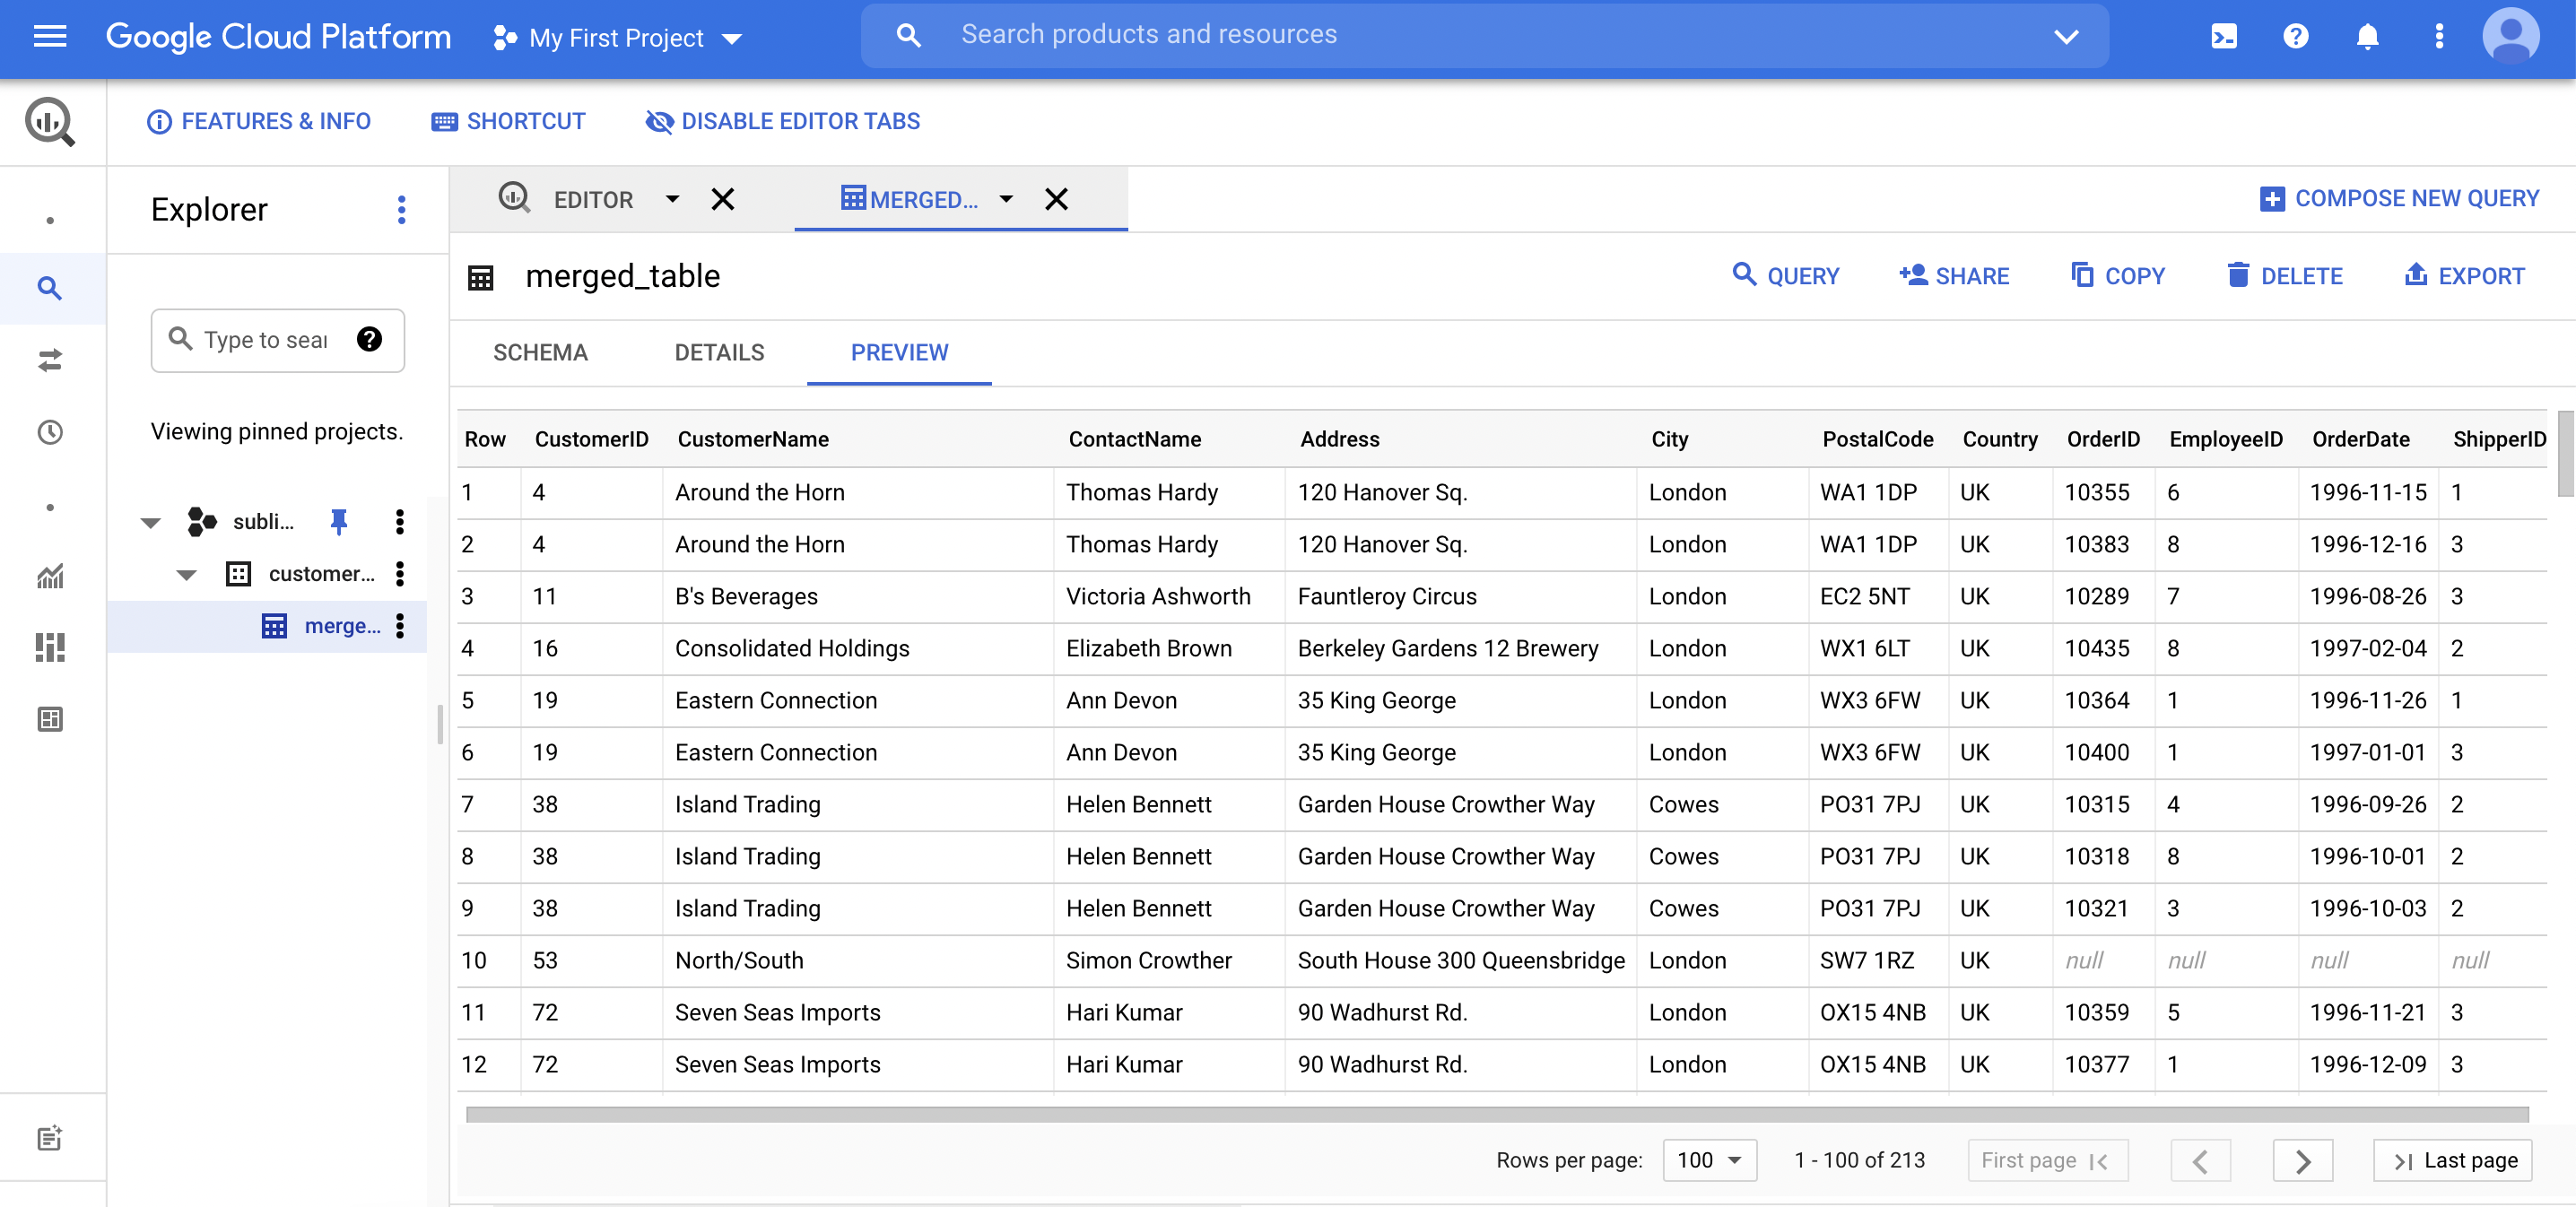 Google Cloud Platform My First Project Search products and resources
FEATURES & INFO SHORTCUT DISABLE EDITOR TABS
Explorer
EDITOR MERGED... COMPOSE NEW QUERY
merged_table QUERY SHARE COPY DELETE EXPORT
Type to sear
SCHEMA DETAILS PREVIEW
Viewing pinned projects.
subli...
customer...
merge...
Row CustomerID CustomerName ContactName Address City PostalCode Country OrderID EmployeeID OrderDate ShipperID
1 4 Around the Horn Thomas Hardy 120 Hanover Sq. London WA1 1DP UK 10355 6 1996-11-15 1
2 4 Around the Horn Thomas Hardy 120 Hanover Sq. London WA1 1DP UK 10383 8 1996-12-16 3
3 11 B's Beverages Victoria Ashworth Fauntleroy Circus London EC2 5NT UK 10289 7 1996-08-26 3
4 16 Consolidated Holdings Elizabeth Brown Berkeley Gardens 12 Brewery London WX1 6LT UK 10435 8 1997-02-04 2
5 19 Eastern Connection Ann Devon 35 King George London WX3 6FW UK 10364 1 1996-11-26 1
6 19 Eastern Connection Ann Devon 35 King George London WX3 6FW UK 10400 1 1997-01-01 3
7 38 Island Trading Helen Bennett Garden House Crowther Way Cowes PO31 7PJ UK 10315 4 1996-09-26 2
8 38 Island Trading Helen Bennett Garden House Crowther Way Cowes PO31 7PJ UK 10318 8 1996-10-01 2
9 38 Island Trading Helen Bennett Garden House Crowther Way Cowes PO31 7PJ UK 10321 3 1996-10-03 2
10 53 North/South Simon Crowther South House 300 Queensbridge London SW7 1RZ UK null null null null
11 72 Seven Seas Imports Hari Kumar 90 Wadhurst Rd. London OX15 4NB UK 10359 5 1996-11-21 3
12 72 Seven Seas Imports Hari Kumar 90 Wadhurst Rd. London OX15 4NB UK 10377 1 1996-12-09 3
Rows per page: 100 1 - 100 of 213 First page Last page